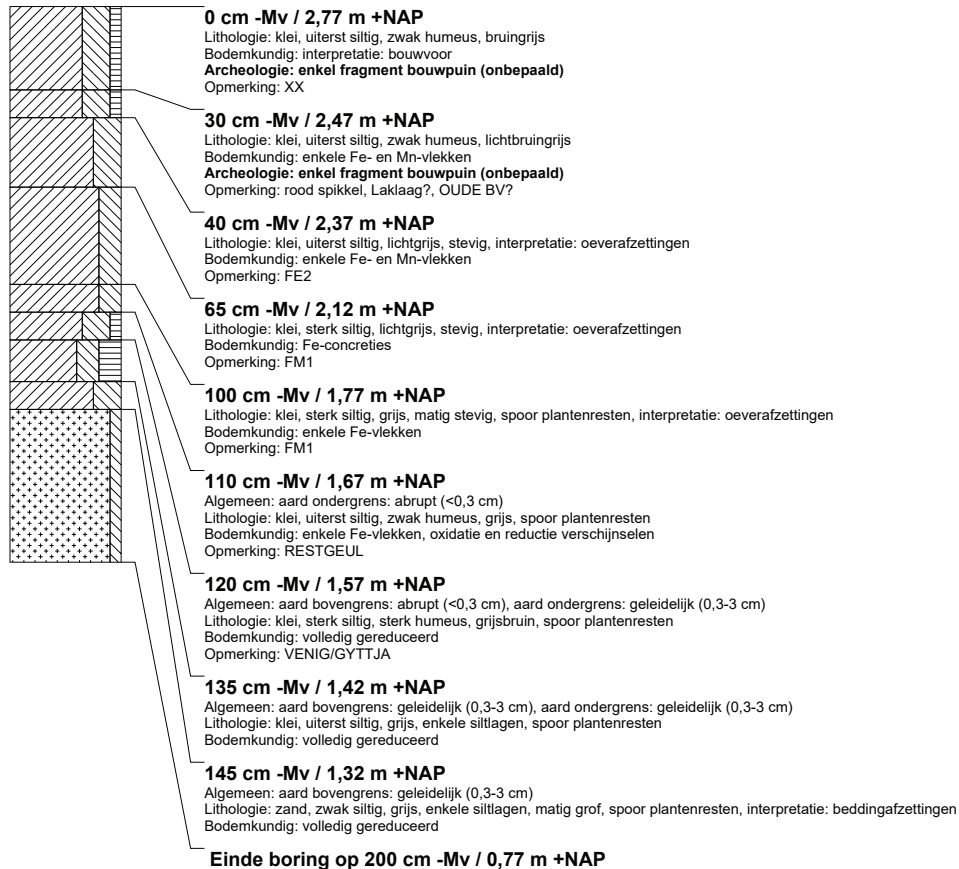 0 cm -Mv / 2,77 m +NAP
Lithologie: klei, uiterst siltig, zwak humeus, bruingrijs
Bodemkundig: interpretatie: bouwvoor
Archeologie: enkel fragment bouwpuin (onbepaald)
Opmerking: XX
30 cm -Mv / 2,47 m +NAP
Lithologie: klei, uiterst siltig, zwak humeus, lichtbruingrijs
Bodemkundig: enkele Fe- en Mn-vlekken
Archeologie: enkel fragment bouwpuin (onbepaald)
Opmerking: rood spikkel, Laklaag?, OUDE BV?
40 cm -Mv / 2,37 m +NAP
Lithologie: klei, uiterst siltig, lichtgrijs, stevig, interpretatie: oeverafzettingen
Bodemkundig: enkele Fe- en Mn-vlekken
Opmerking: FE2
65 cm -Mv / 2,12 m +NAP
Lithologie: klei, sterk siltig, lichtgrijs, stevig, interpretatie: oeverafzettingen
Bodemkundig: Fe-concreties
Opmerking: FM1
100 cm -Mv / 1,77 m +NAP
Lithologie: klei, sterk siltig, grijs, matig stevig, spoor plantenresten, interpretatie: oeverafzettingen
Bodemkundig: enkele Fe-vlekken
Opmerking: FM1
110 cm -Mv / 1,67 m +NAP
Algemeen: aard ondergrens: abrupt (<0,3 cm)
Lithologie: klei, uiterst siltig, zwak humeus, grijs, spoor plantenresten
Bodemkundig: enkele Fe-vlekken, oxidatie en reductie verschijnselen
Opmerking: RESTGEUL
120 cm -Mv / 1,57 m +NAP
Algemeen: aard bovengrens: abrupt (<0,3 cm), aard ondergrens: geleidelijk (0,3-3 cm)
Lithologie: klei, sterk siltig, sterk humeus, grijsbruin, spoor plantenresten
Bodemkundig: volledig gereduceerd
Opmerking: VENIG/GYTTJA
135 cm -Mv / 1,42 m +NAP
Algemeen: aard bovengrens: geleidelijk (0,3-3 cm), aard ondergrens: geleidelijk (0,3-3 cm)
Lithologie: klei, uiterst siltig, grijs, enkele siltlagen, spoor plantenresten
Bodemkundig: volledig gereduceerd
145 cm -Mv / 1,32 m +NAP
Algemeen: aard bovengrens: geleidelijk (0,3-3 cm)
Lithologie: zand, zwak siltig, grijs, enkele siltlagen, matig grof, spoor plantenresten, interpretatie: beddingafzettingen
Bodemkundig: volledig gereduceerd
Einde boring op 200 cm -Mv / 0,77 m +NAP